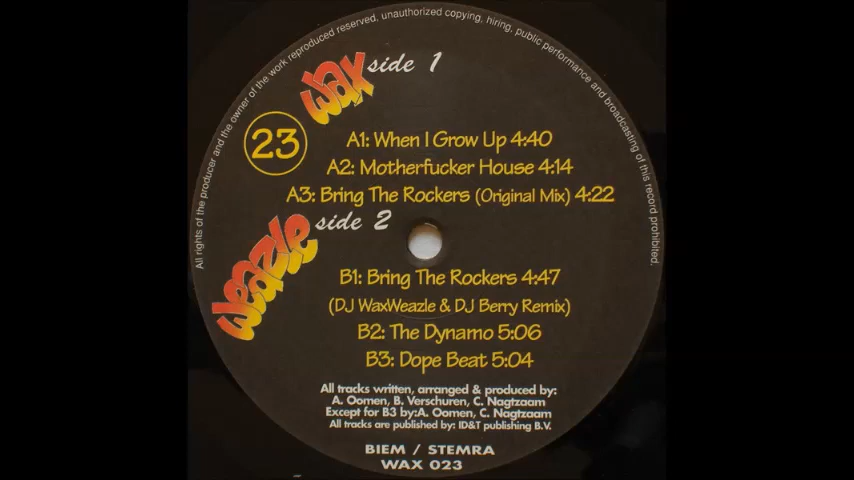 All rights of the producer and the owner of the work reproduced reserved, unauthorized copying, hiring, public performance and broadcasting of this record prohibited.
Wax side 1
23
A1: When I Grow Up 4:40
A2: Motherfucker House 4:14
A3: Bring The Rockers (Original Mix) 4:22
Weazle side 2
B1: Bring The Rockers 4:47
(DJ WaxWeazle & DJ Berry Remix)
B2: The Dynamo 5:06
B3: Dope Beat 5:04
All tracks written, arranged & produced by:
A. Oomen, B. Verschuren, C. Nagtzaam
Except for B3 by:A. Oomen, C. Nagtzaam
All tracks are published by: ID&T publishing B.V.
BIEM / STEMRA
WAX 023